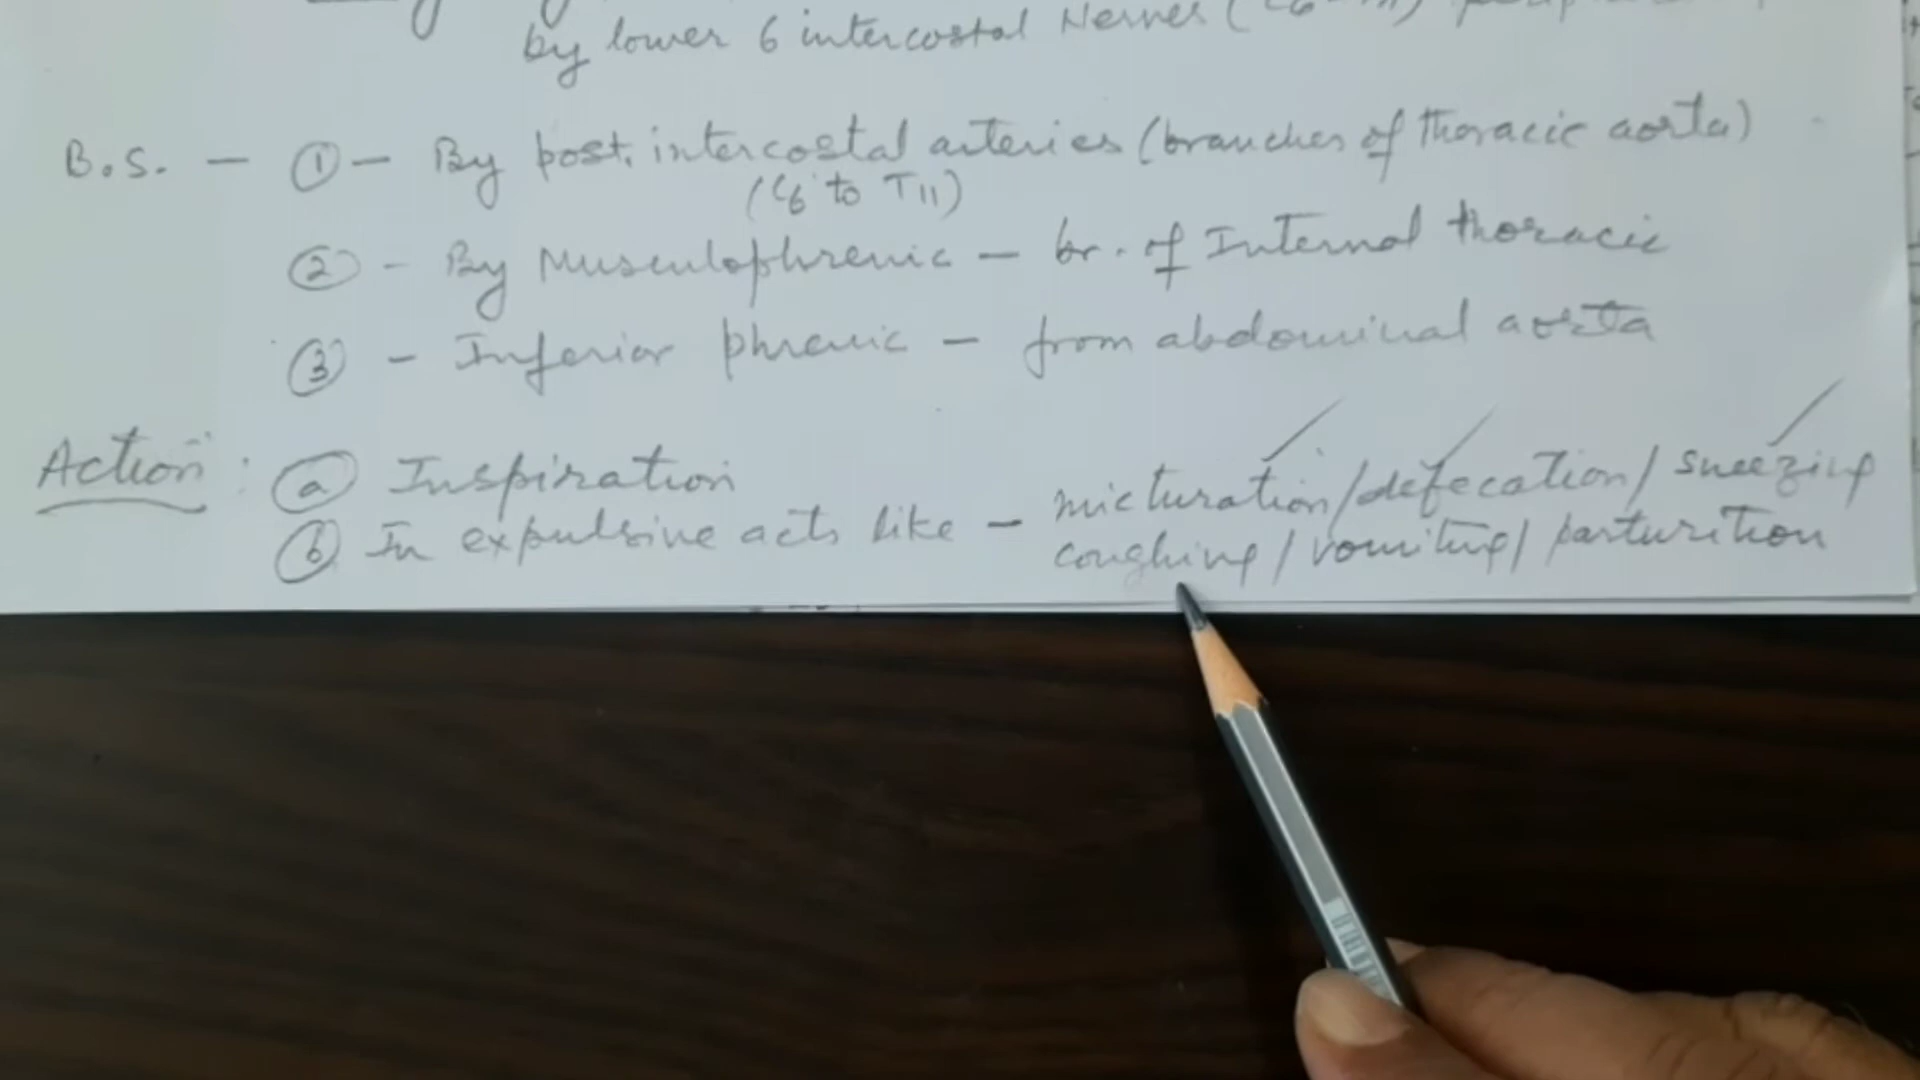 by lower 6 intercostal Nerves (
B.S. — ① — By post. intercostal arteries (branches of thoracic aorta)
(C6 to T11)
② - By Musculophrenic — br. of Internal thoracic
③ - Inferior phrenic — from abdominal aorta
Action: ⓐ Inspiration
ⓑ In expulsive acts like — micturation/defecation/sneezing
coughing/vomiting/parturition